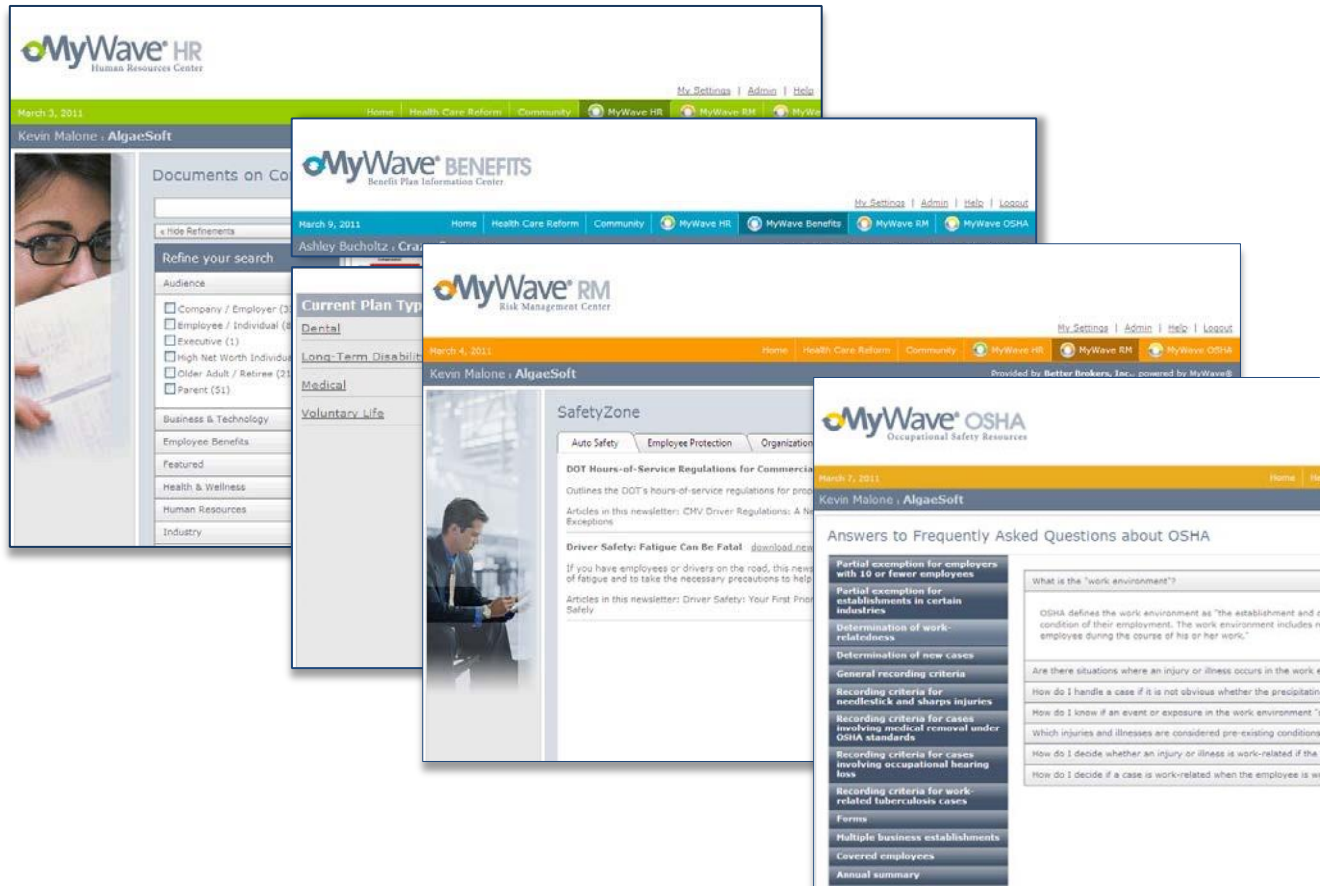 MyWave® HR
Human Resources Center
My Settings | Admin | Help
March 3, 2011
Home
Health Care Reform
Community
MyWave HR
MyWave RM
Kevin Malone : AlgaeSoft
Documents on
« Hide Refinements
Refine your search
Audience
Company / Employer
Employee / Individual
Executive (1)
High Net Worth
Older Adult / Retiree
Parent (51)
Business & Technology
Employee Benefits
Featured
Health & Wellness
Human Resources
Industry
MyWave® BENEFITS
Benefit Plan Information Center
My Settings | Admin | Help | Logout
March 9, 2011
Home
Health Care Reform
Community
MyWave HR
MyWave Benefits
MyWave RM
MyWave OSHA
Ashley Bucholtz :
Current Plan
Dental
Long-Term
Medical
Voluntary Life
MyWave® RM
Risk Management Center
My Settings | Admin | Help | Logout
March 4, 2011
Home
Health Care Reform
Community
MyWave HR
MyWave RM
MyWave OSHA
Kevin Malone : AlgaeSoft
Provided by Better Brokers, Inc., powered by MyWave®
SafetyZone
Auto Safety
Employee Protection
DOT Hours-of-Service Regulations for
Outlines the DOT's hours-of-service regulations for
Articles in this newsletter: CMV Driver Regulations: A
Exceptions
Driver Safety: Fatigue Can Be Fatal download
If you have employees or drivers on the road, this
of fatigue and to take the necessary precautions to help
Articles in this newsletter: Driver Safety: Your First
Safely
MyWave® OSHA
Occupational Safety Resources
March 7, 2011
Home
Kevin Malone : AlgaeSoft
Answers to Frequently Asked Questions about OSHA
Partial exemption for employers
with 10 or fewer employees
Partial exemption for
establishments in certain
industries
Determination of work-
relatedness
Determination of new cases
General recording criteria
Recording criteria for
needlestick and sharps injuries
Recording criteria for cases
involving medical removal under
OSHA standards
Recording criteria for cases
involving occupational hearing
loss
Recording criteria for work-
related tuberculosis cases
Forms
Multiple business establishments
Covered employees
Annual summary
What is the "work environment"?
OSHA defines the work environment as "the establishment and
condition of their employment. The work environment includes
employee during the course of his or her work."
Are there situations where an injury or illness occurs in the work
How do I handle a case if it is not obvious whether the
How do I know if an event or exposure in the work environment
Which injuries and illnesses are considered pre-existing conditions
How do I decide whether an injury or illness is work-related if the
How do I decide if a case is work-related when the employee is